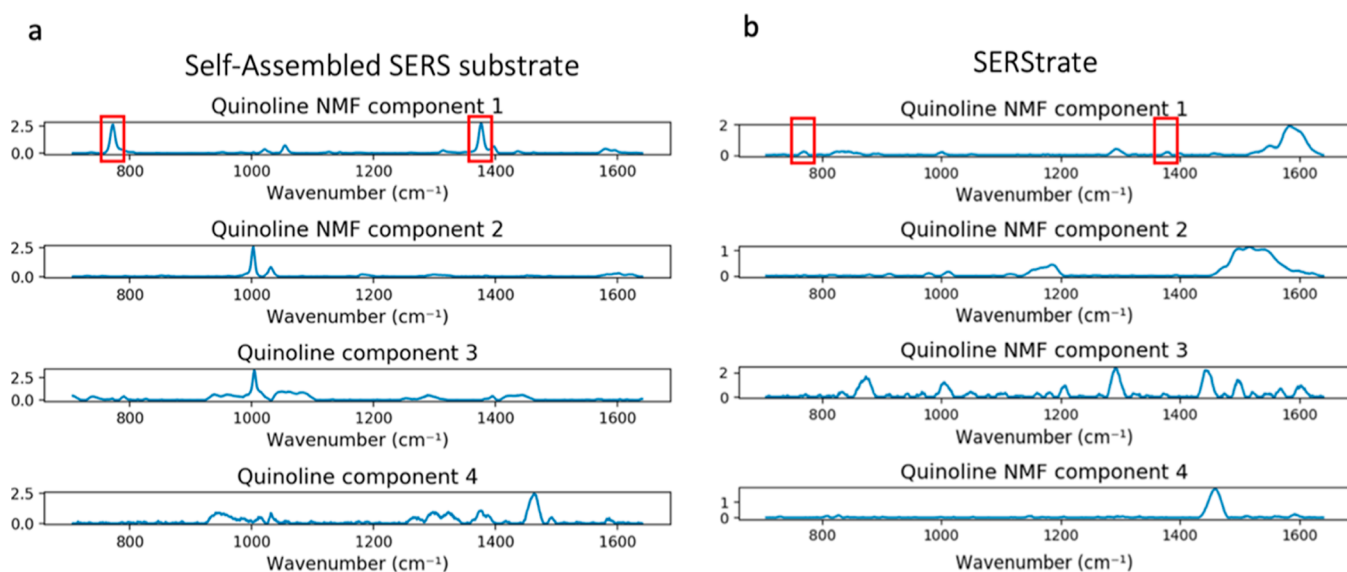 a
Self-Assembled SERS substrate
Quinoline NMF component 1
2.5
0.0
800 1000 1200 1400 1600
Wavenumber (cm⁻¹)
Quinoline NMF component 2
2.5
0.0
800 1000 1200 1400 1600
Wavenumber (cm⁻¹)
Quinoline component 3
2.5
0.0
800 1000 1200 1400 1600
Wavenumber (cm⁻¹)
Quinoline component 4
2.5
0.0
800 1000 1200 1400 1600
Wavenumber (cm⁻¹)
b
SERStrate
Quinoline NMF component 1
2
0
800 1000 1200 1400 1600
Wavenumber (cm⁻¹)
Quinoline NMF component 2
1
0
800 1000 1200 1400 1600
Wavenumber (cm⁻¹)
Quinoline NMF component 3
2
0
800 1000 1200 1400 1600
Wavenumber (cm⁻¹)
Quinoline NMF component 4
1
0
800 1000 1200 1400 1600
Wavenumber (cm⁻¹)